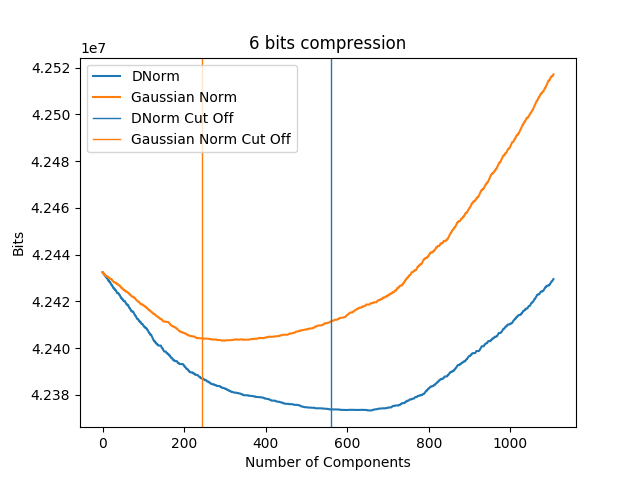 6 bits compression
1e7
4.252
4.250
4.248
4.246
4.244
4.242
4.240
4.238
Bits
DNorm
Gaussian Norm
DNorm Cut Off
Gaussian Norm Cut Off
0 200 400 600 800 1000
Number of Components